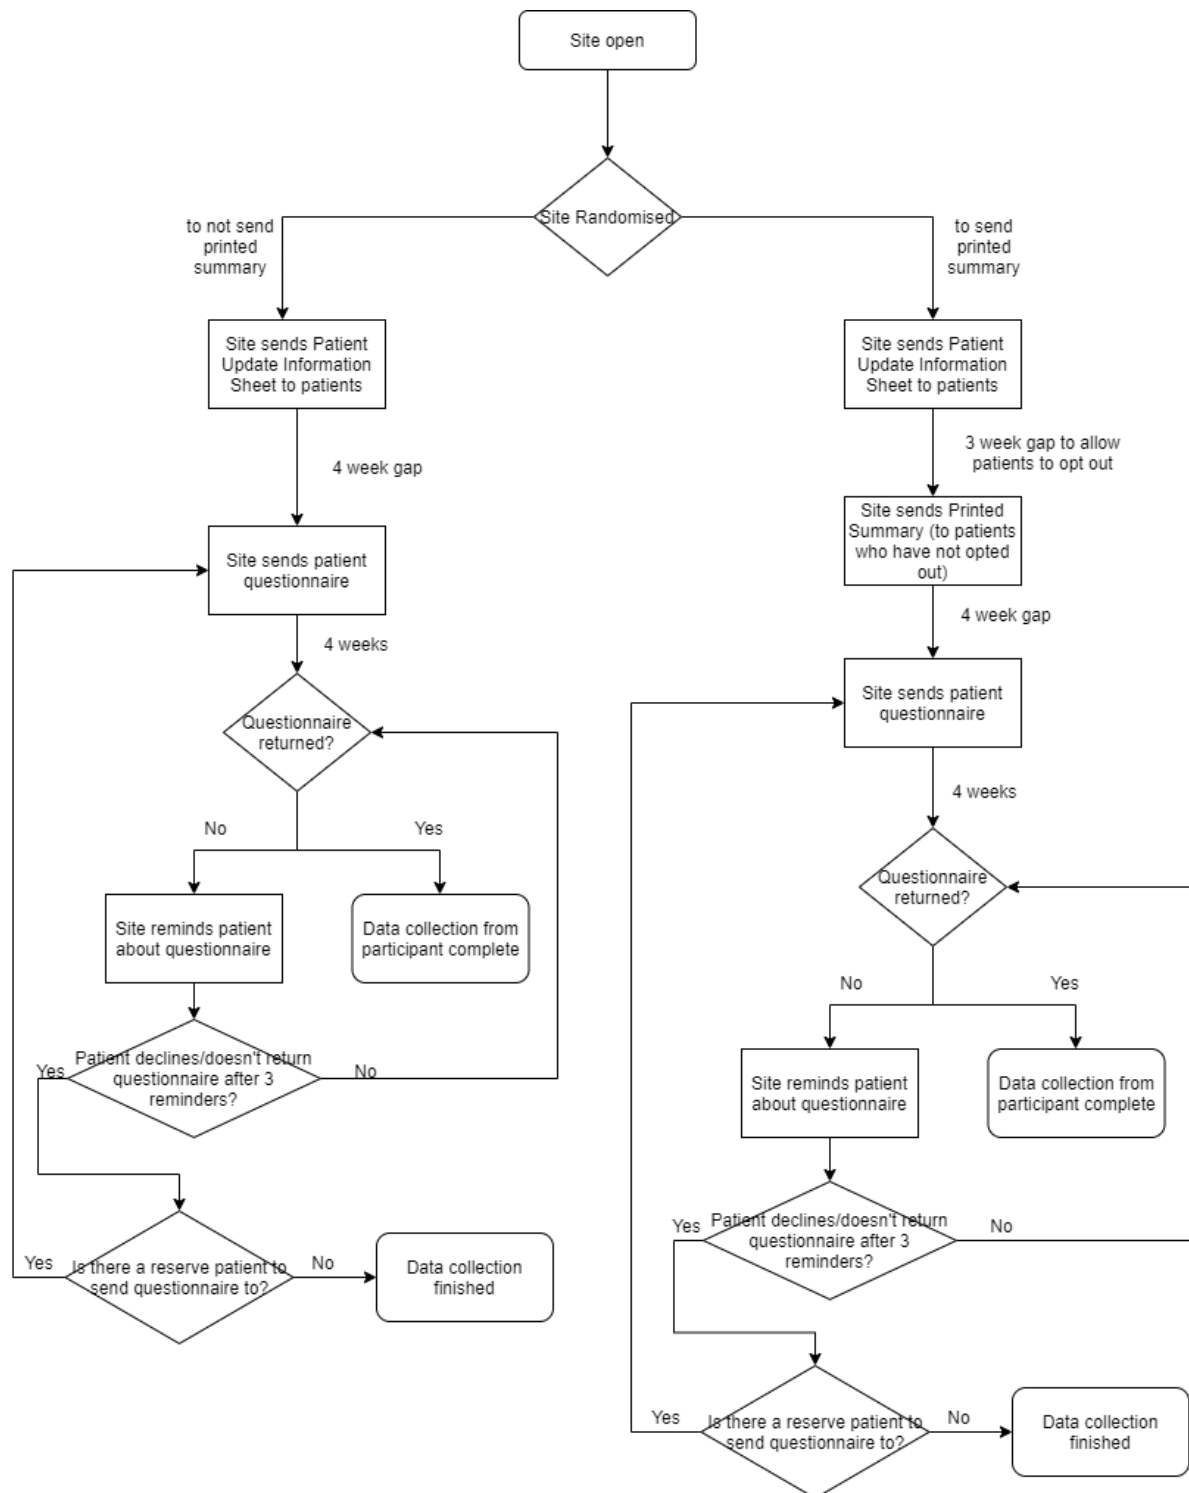 Site open
Site Randomised
to not send
printed
summary
to send
printed
summary
Site sends Patient
Update Information
Sheet to patients
4 week gap
Site sends patient
questionnaire
4 weeks
Questionnaire
returned?
No
Yes
Site reminds patient
about questionnaire
Data collection from
participant complete
Patient declines/doesn't return
questionnaire after 3
reminders?
Yes
No
Is there a reserve patient to
send questionnaire to?
Yes
No
Data collection
finished
Site sends Patient
Update Information
Sheet to patients
3 week gap to allow
patients to opt out
Site sends Printed
Summary (to patients
who have not opted
out)
4 week gap
Site sends patient
questionnaire
4 weeks
Questionnaire
returned?
No
Yes
Site reminds patient
about questionnaire
Data collection from
participant complete
Patient declines/doesn't return
questionnaire after 3
reminders?
Yes
No
Is there a reserve patient to
send questionnaire to?
Yes
No
Data collection
finished